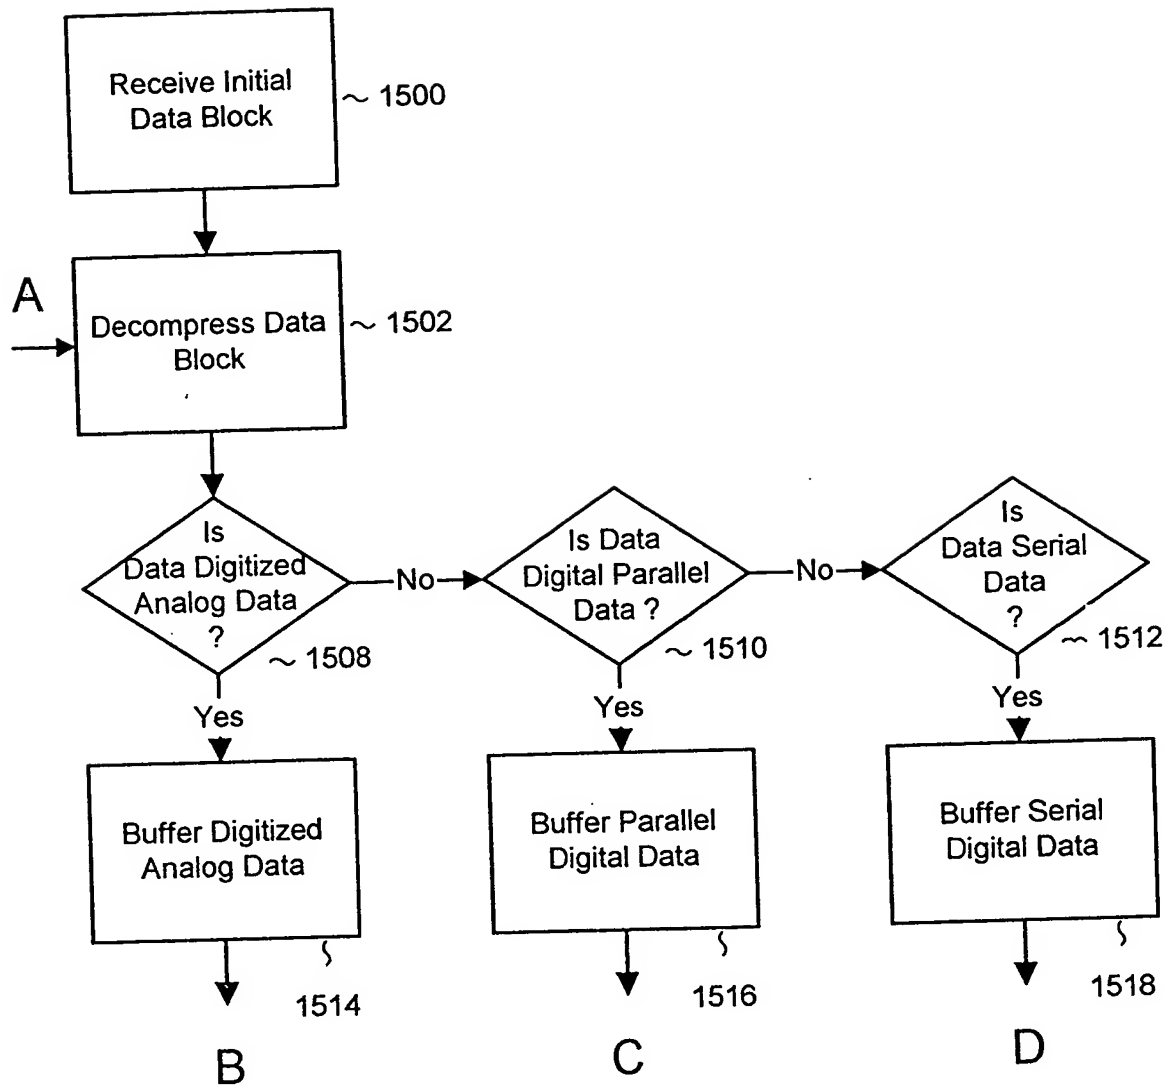 Receive Initial
Data Block
~ 1500
A
Decompress Data
Block
~ 1502
Is
Data Digitized
Analog Data
?
~ 1508
No
Is Data
Digital Parallel
Data ?
~ 1510
No
Is
Data Serial
Data
?
~ 1512
Yes
Yes
Yes
Buffer Digitized
Analog Data
1514
Buffer Parallel
Digital Data
1516
Buffer Serial
Digital Data
1518
B
C
D